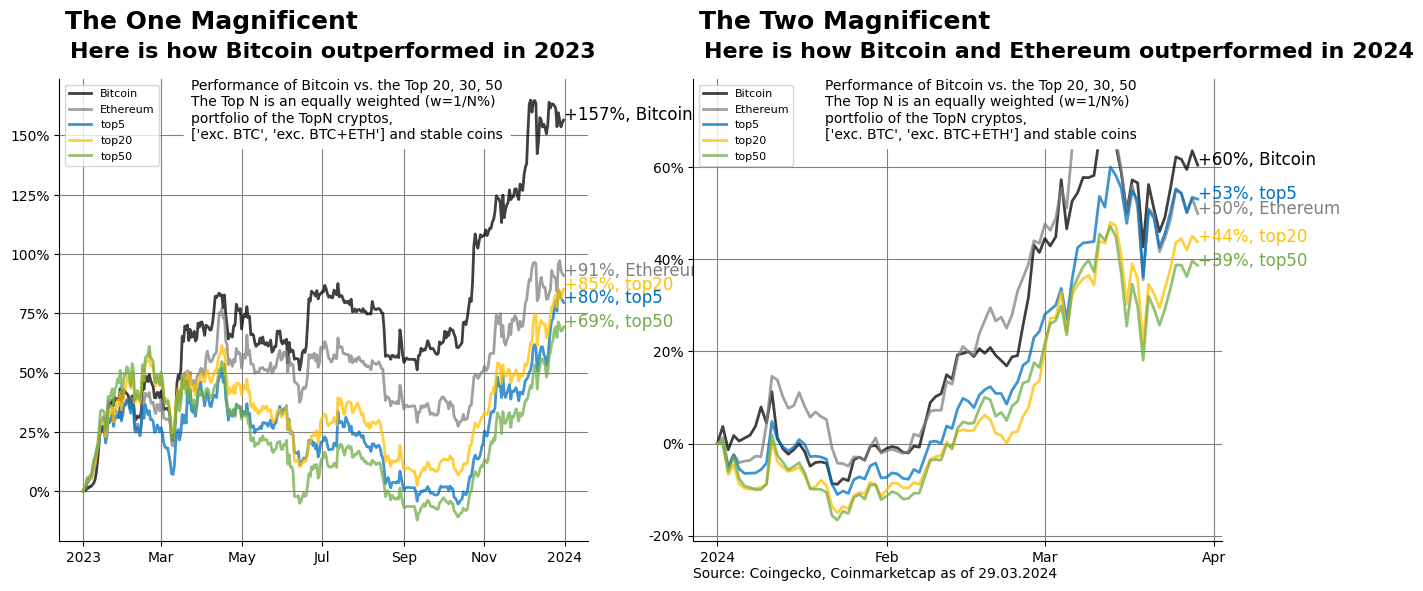 The One Magnificent
Here is how Bitcoin outperformed in 2023
Bitcoin
Ethereum
top5
top20
top50
Performance of Bitcoin vs. the Top 20, 30, 50
The Top N is an equally weighted (w=1/N%)
portfolio of the TopN cryptos,
['exc. BTC', 'exc. BTC+ETH'] and stable coins
150%
125%
100%
75%
50%
25%
0%
+157%, Bitcoin
+91%, Ethereum
+85%, top20
+80%, top5
+69%, top50
2023
Mar
May
Jul
Sep
Nov
2024
The Two Magnificent
Here is how Bitcoin and Ethereum outperformed in 2024
Bitcoin
Ethereum
top5
top20
top50
Performance of Bitcoin vs. the Top 20, 30, 50
The Top N is an equally weighted (w=1/N%)
portfolio of the TopN cryptos,
['exc. BTC', 'exc. BTC+ETH'] and stable coins
60%
40%
20%
0%
-20%
+60%, Bitcoin
+53%, top5
+50%, Ethereum
+44%, top20
+39%, top50
2024
Feb
Mar
Apr
Source: Coingecko, Coinmarketcap as of 29.03.2024